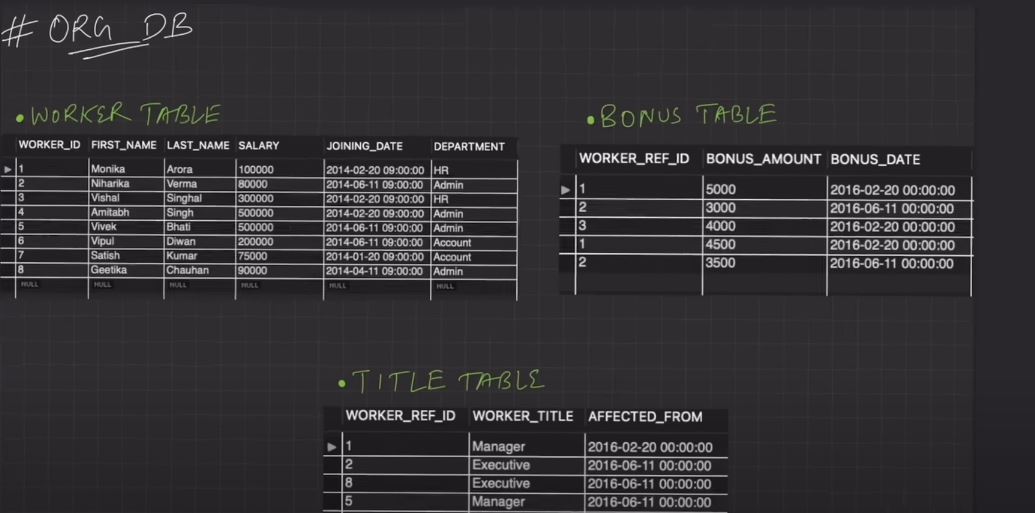 # ORG DB
• WORKER TABLE
WORKER_ID FIRST_NAME LAST_NAME SALARY JOINING_DATE DEPARTMENT
1 Monika Arora 100000 2014-02-20 09:00:00 HR
2 Niharika Verma 80000 2014-06-11 09:00:00 Admin
3 Vishal Singhal 300000 2014-02-20 09:00:00 HR
4 Amitabh Singh 500000 2014-02-20 09:00:00 Admin
5 Vivek Bhati 500000 2014-06-11 09:00:00 Admin
6 Vipul Diwan 200000 2014-06-11 09:00:00 Account
7 Satish Kumar 75000 2014-01-20 09:00:00 Account
8 Geetika Chauhan 90000 2014-04-11 09:00:00 Admin
NULL NULL NULL NULL NULL NULL
• BONUS TABLE
WORKER_REF_ID BONUS_AMOUNT BONUS_DATE
1 5000 2016-02-20 00:00:00
2 3000 2016-06-11 00:00:00
3 4000 2016-02-20 00:00:00
1 4500 2016-02-20 00:00:00
2 3500 2016-06-11 00:00:00
• TITLE TABLE
WORKER_REF_ID WORKER_TITLE AFFECTED_FROM
1 Manager 2016-02-20 00:00:00
2 Executive 2016-06-11 00:00:00
8 Executive 2016-06-11 00:00:00
5 Manager 2016-06-11 00:00:00